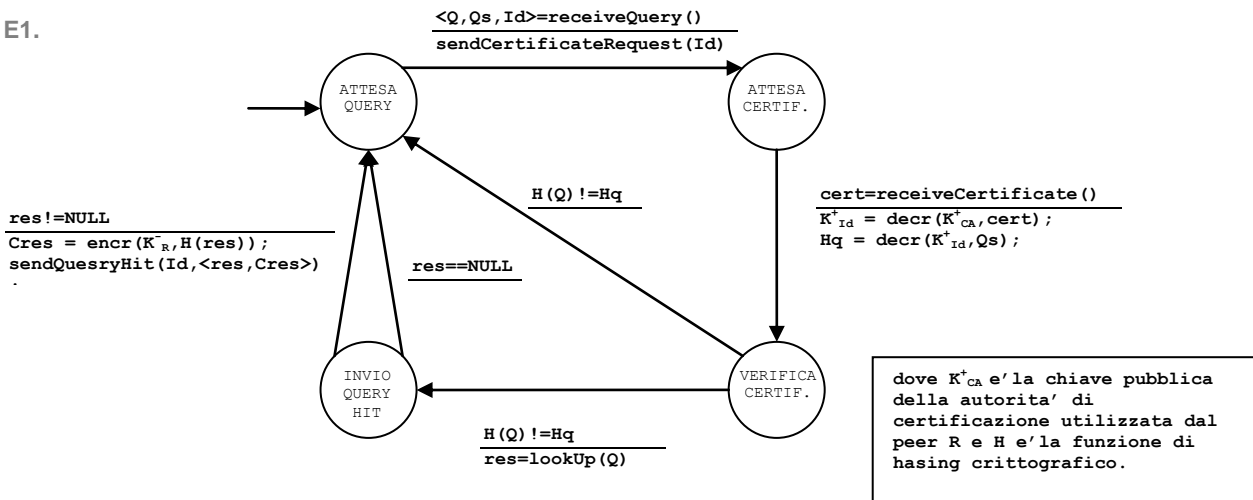 E1.
<Q,Qs,Id>=receiveQuery()
sendCertificateRequest(Id)
ATTESA
QUERY
ATTESA
CERTIF.
H(Q)!=Hq
cert=receiveCertificate()
K+Id = decr(K+CA,cert);
Hq = decr(K+Id,Qs);
res!=NULL
Cres = encr(K-R,H(res));
sendQuesryHit(Id,<res,Cres>)
.
res==NULL
INVIO
QUERY
HIT
VERIFICA
CERTIF.
H(Q)!=Hq
res=lookUp(Q)
dove K+CA e'la chiave pubblica
della autorita' di
certificazione utilizzata dal
peer R e H e'la funzione di
hasing crittografico.